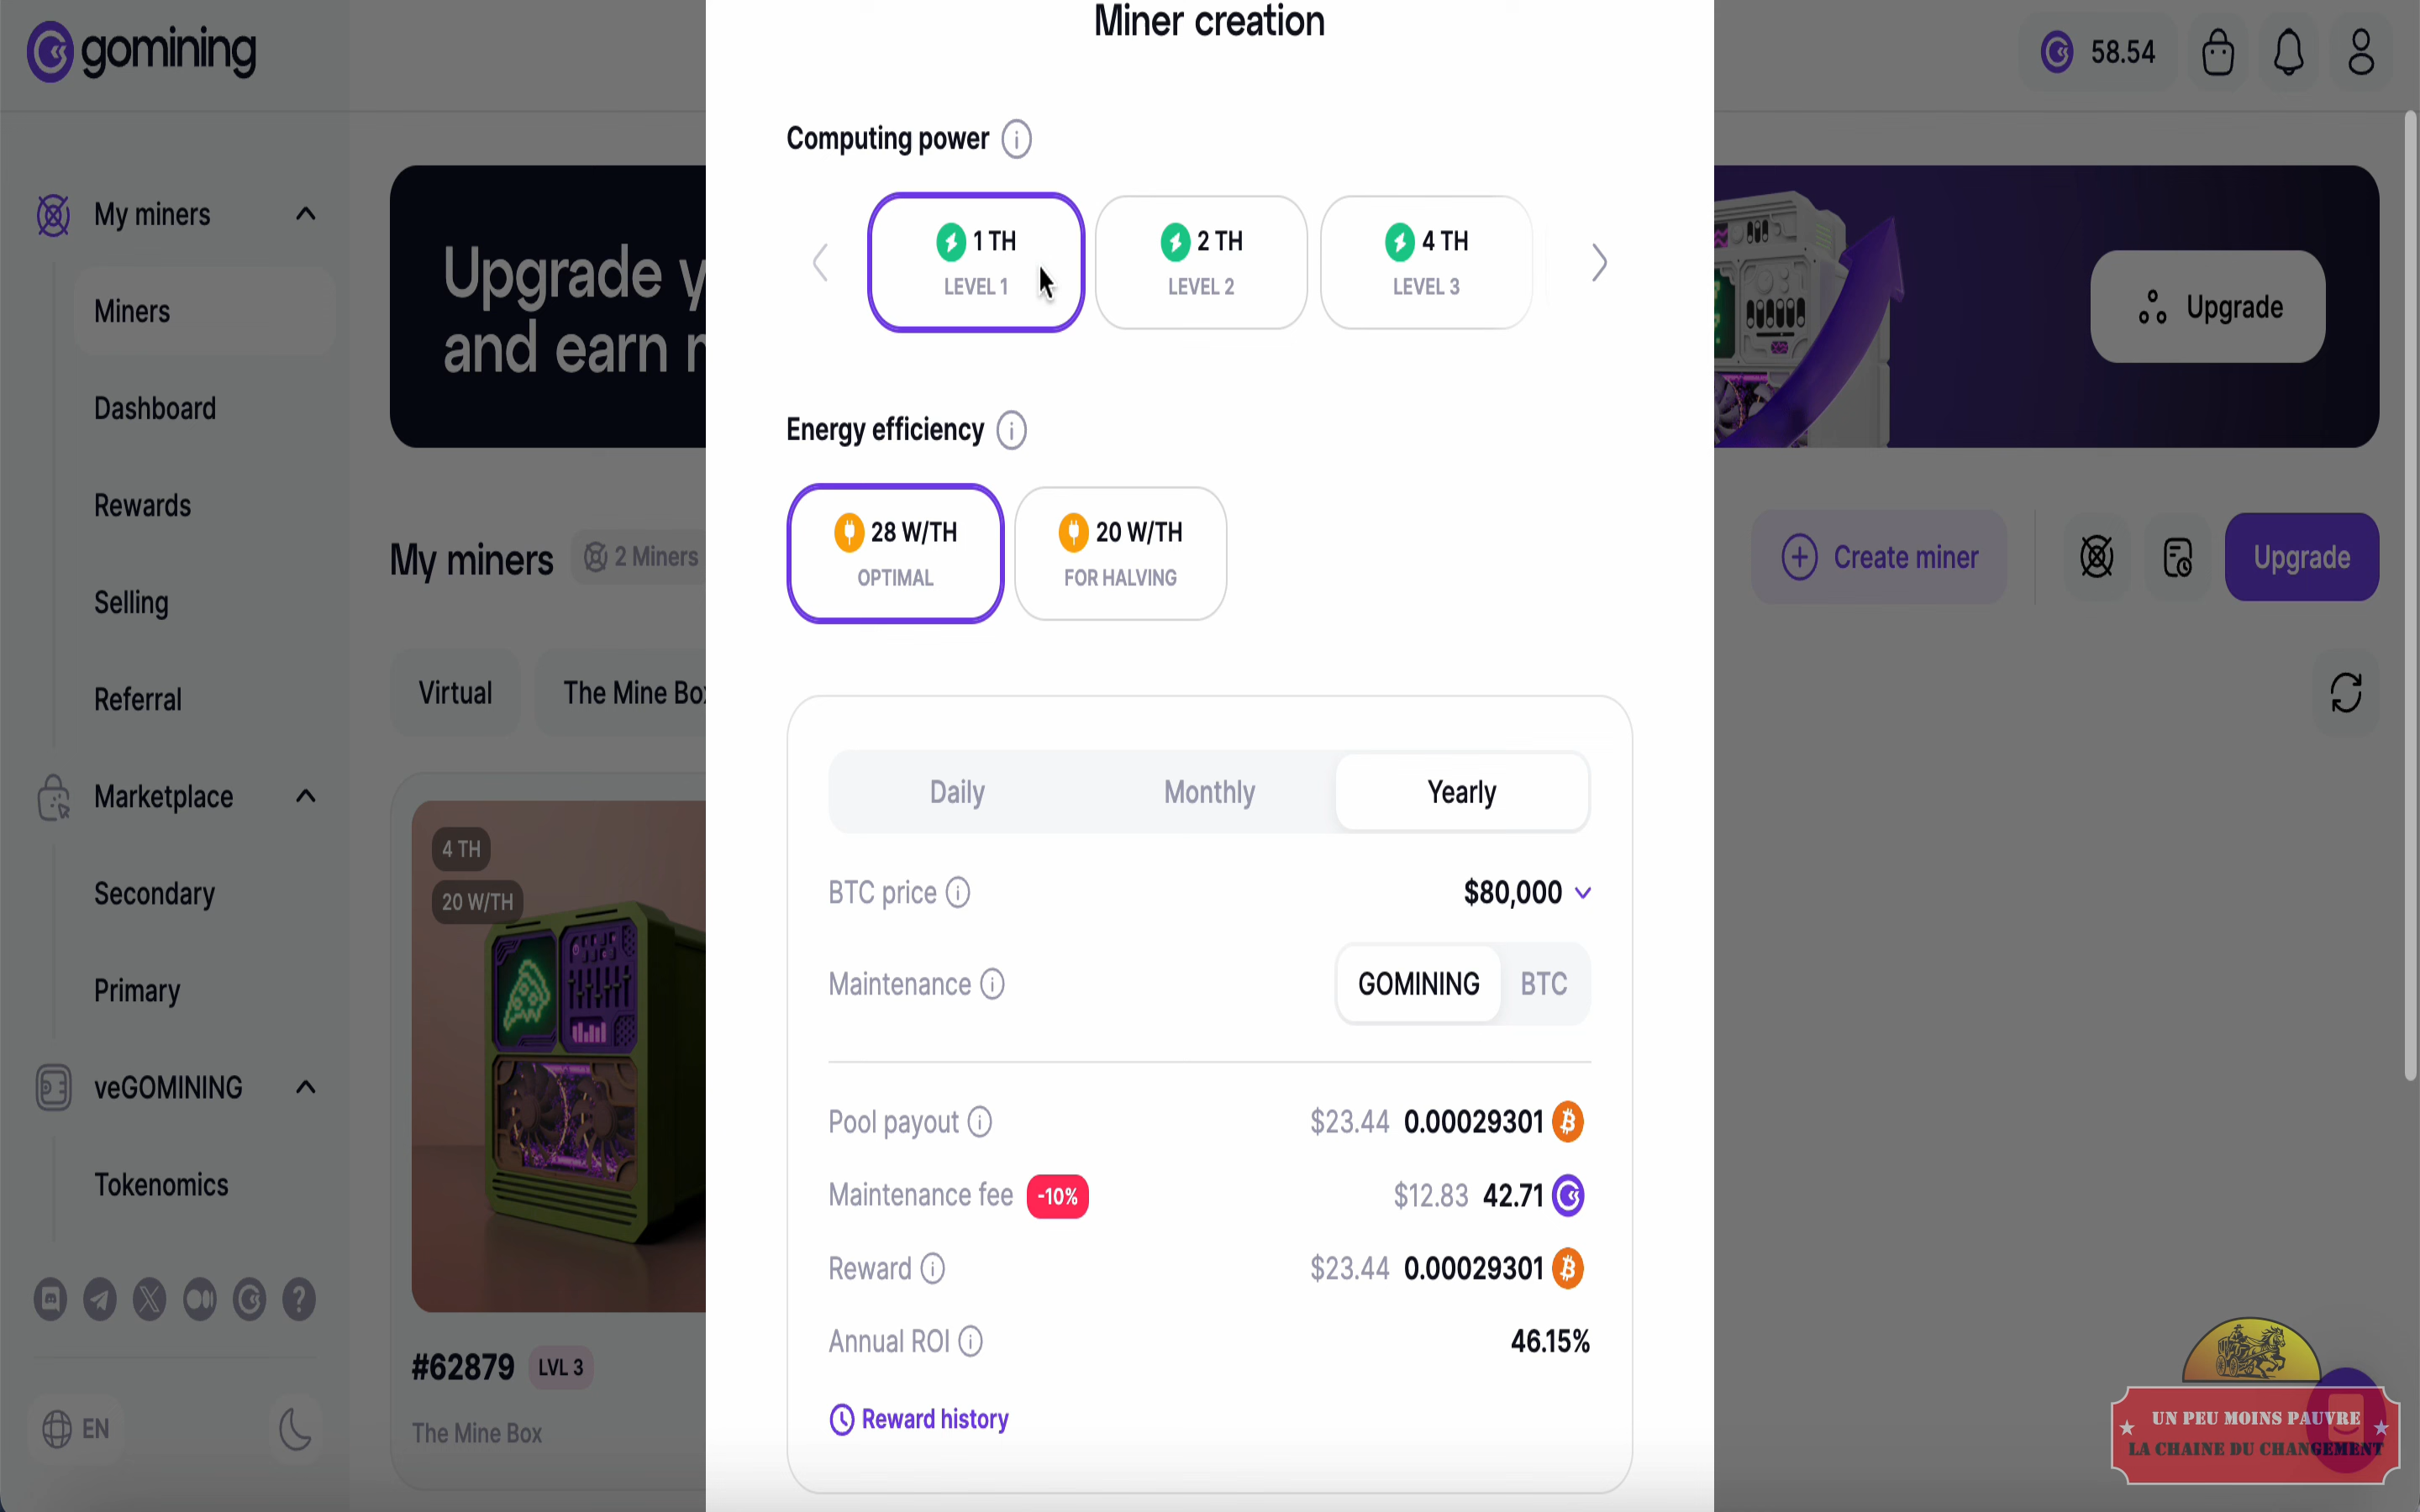 gomining
Miner creation
58.54
My miners
Miners
Dashboard
Rewards
Selling
Referral
Marketplace
Secondary
Primary
veGOMINING
Tokenomics
EN
Upgrade y
and earn
Upgrade
My miners
2 Miners
Create miner
Upgrade
Virtual
The Mine Bo
4 TH
20 W/TH
#62879
LVL 3
The Mine Box
Computing power
1 TH
LEVEL 1
2 TH
LEVEL 2
4 TH
LEVEL 3
Energy efficiency
28 W/TH
OPTIMAL
20 W/TH
FOR HALVING
Daily
Monthly
Yearly
BTC price
$80,000
Maintenance
GOMINING
BTC
Pool payout
$23.44 0.00029301
Maintenance fee
-10%
$12.83 42.71
Reward
$23.44 0.00029301
Annual ROI
46.15%
Reward history
UN PEU MOINS PAUVRE
LA CHAINE DU CHANGEMENT